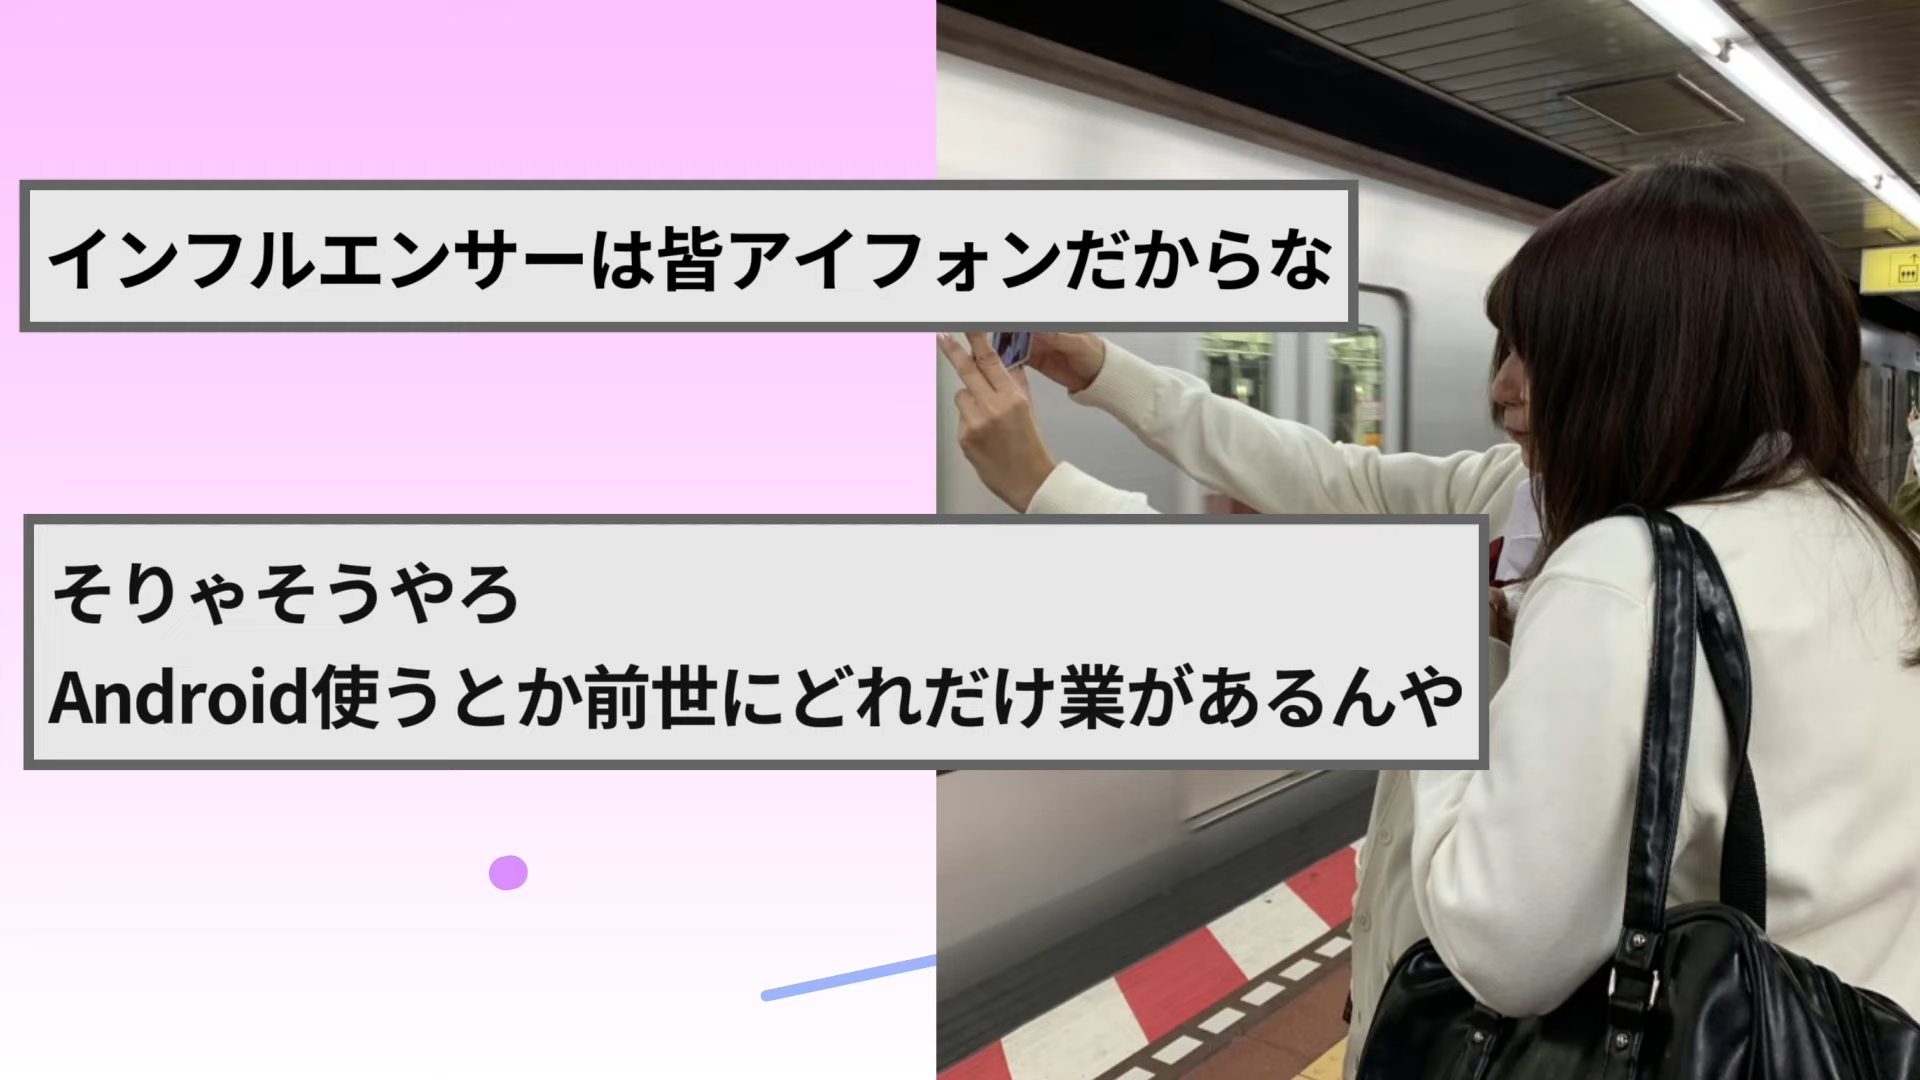 インフルエンサーは皆アイフォンだからな
そりゃそうやろ
Android使うとか前世にどれだけ業があるんや